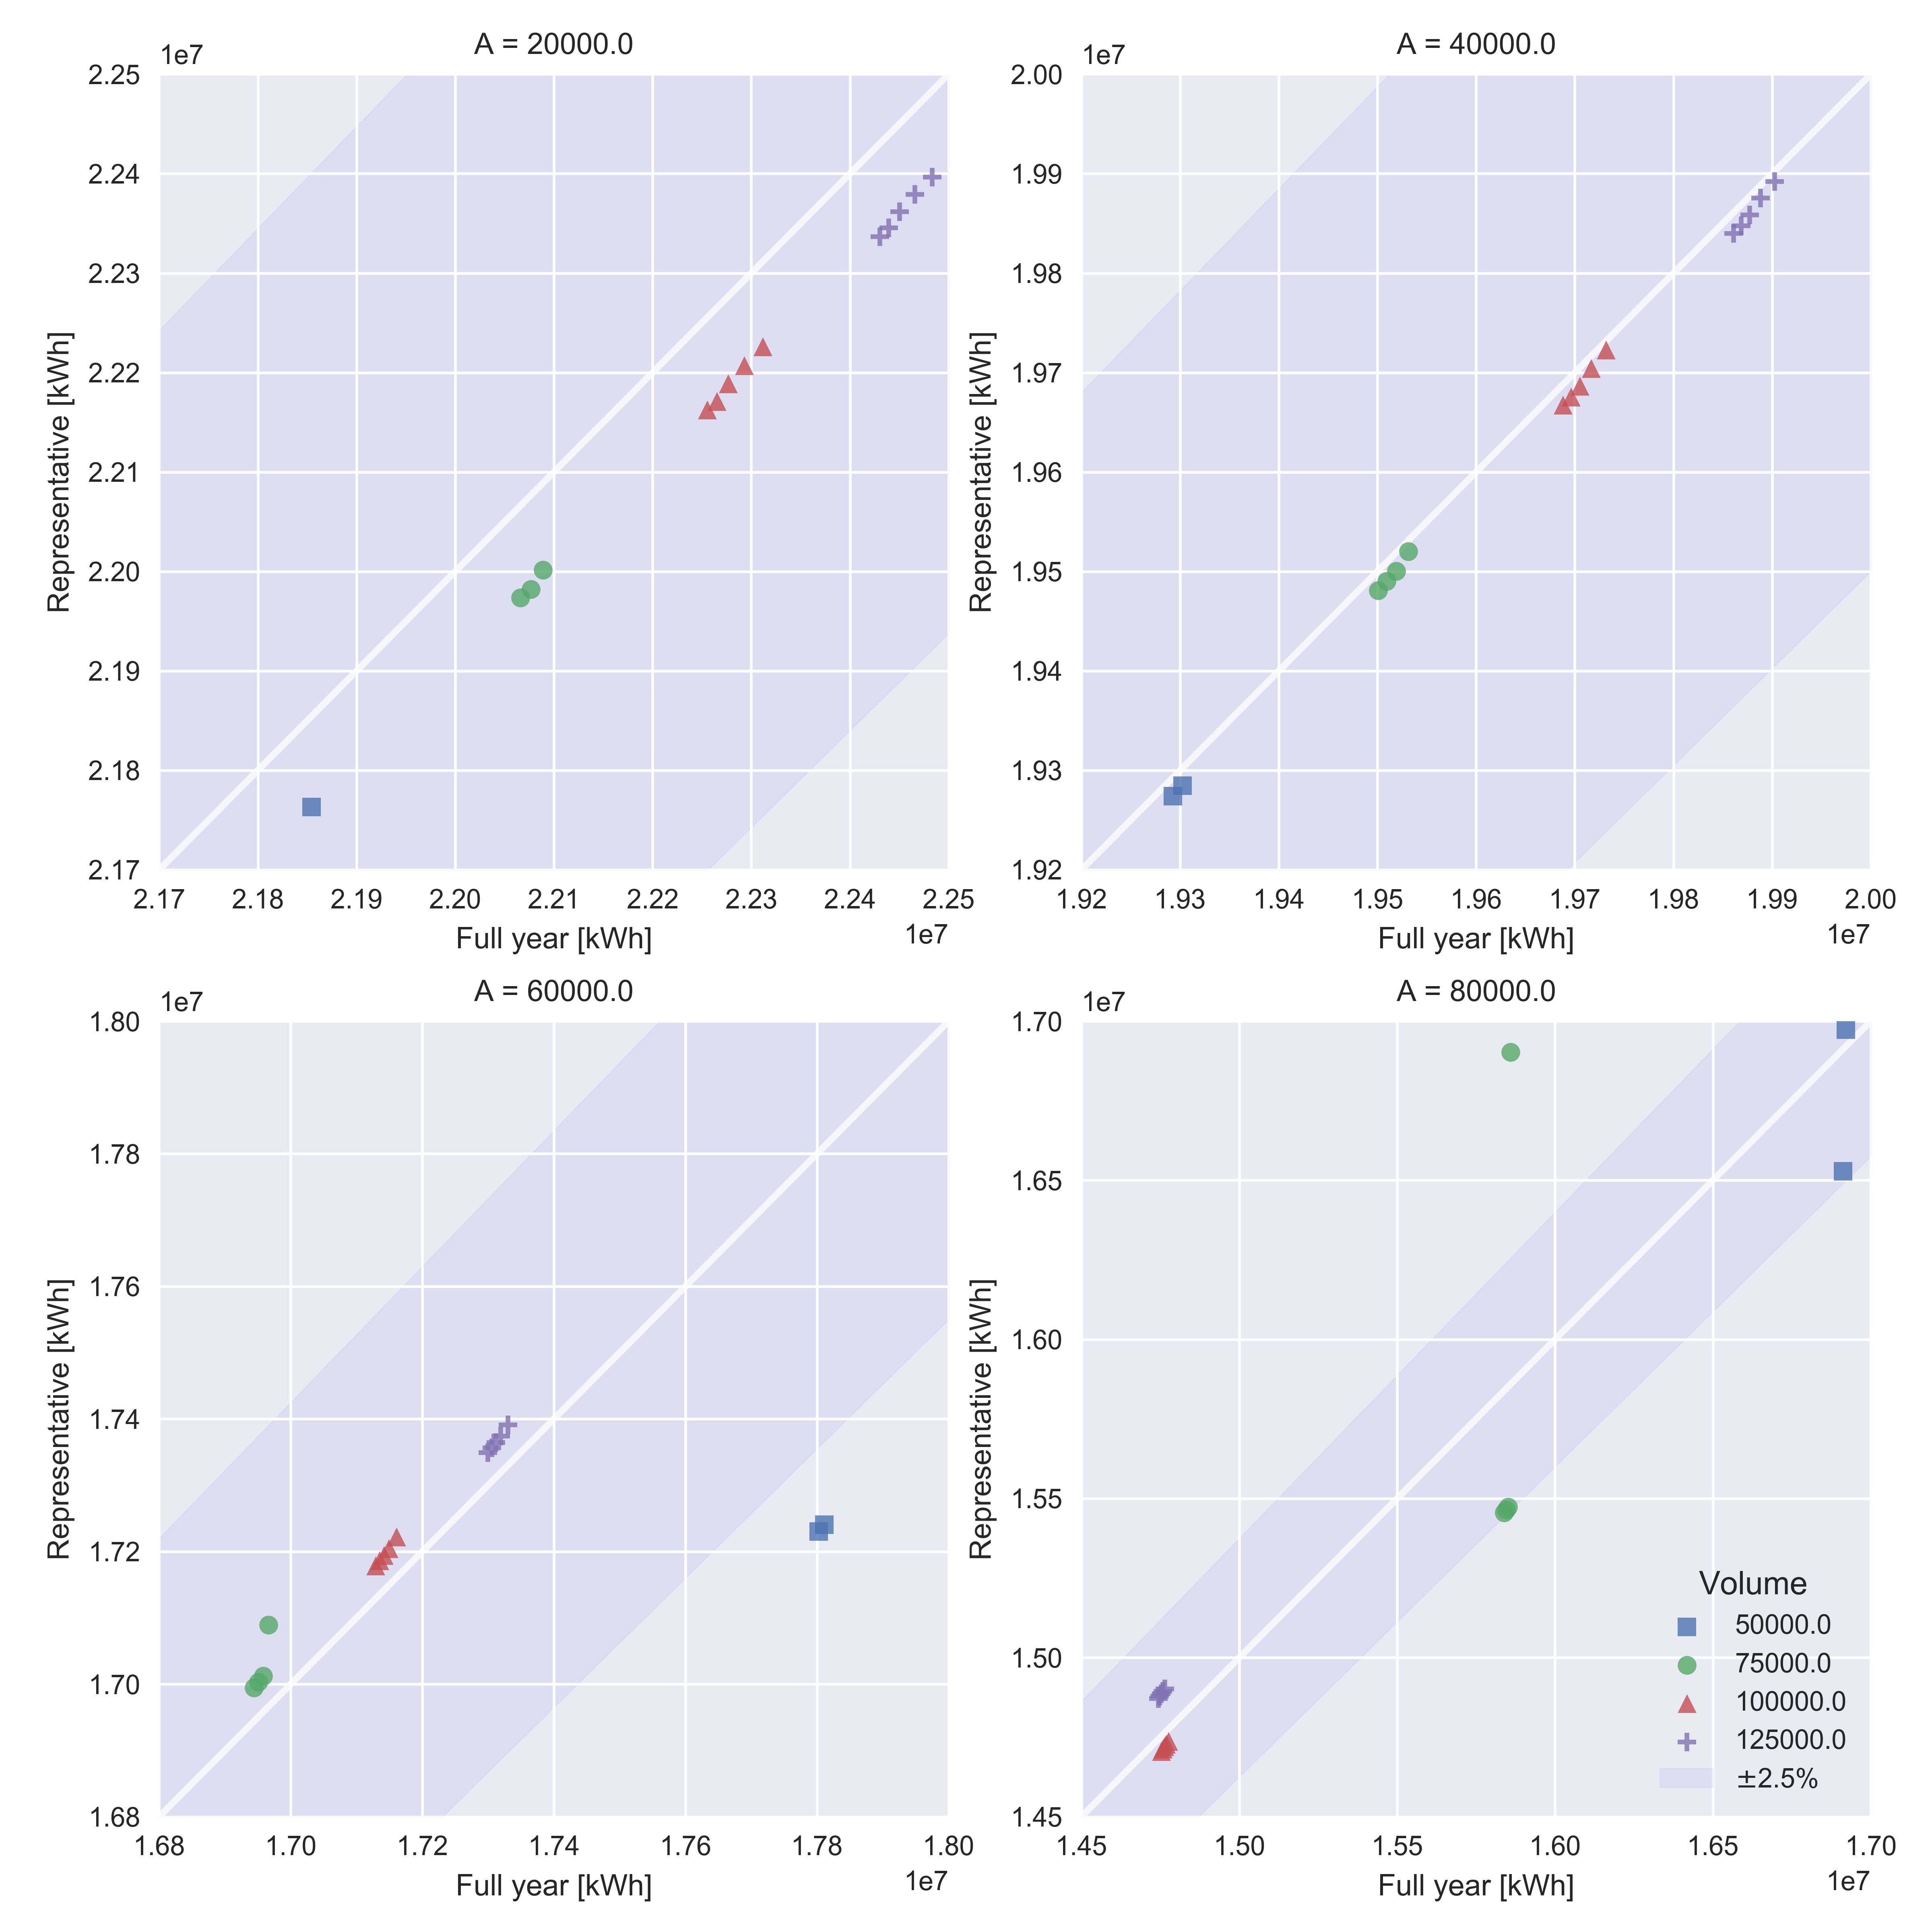 A = 20000.0
1e7
2.25
2.24
2.23
2.22
2.21
2.20
2.19
2.18
2.17
Representative [kWh]
2.17 2.18 2.19 2.20 2.21 2.22 2.23 2.24 2.25
Full year [kWh]
1e7
A = 40000.0
1e7
2.00
1.99
1.98
1.97
1.96
1.95
1.94
1.93
1.92
Representative [kWh]
1.92 1.93 1.94 1.95 1.96 1.97 1.98 1.99 2.00
Full year [kWh]
1e7
A = 60000.0
1e7
1.80
1.78
1.76
1.74
1.72
1.70
1.68
Representative [kWh]
1.68 1.70 1.72 1.74 1.76 1.78 1.80
Full year [kWh]
1e7
A = 80000.0
1e7
1.70
1.65
1.60
1.55
1.50
1.45
Representative [kWh]
Volume
50000.0
75000.0
100000.0
125000.0
±2.5%
1.45 1.50 1.55 1.60 1.65 1.70
Full year [kWh]
1e7